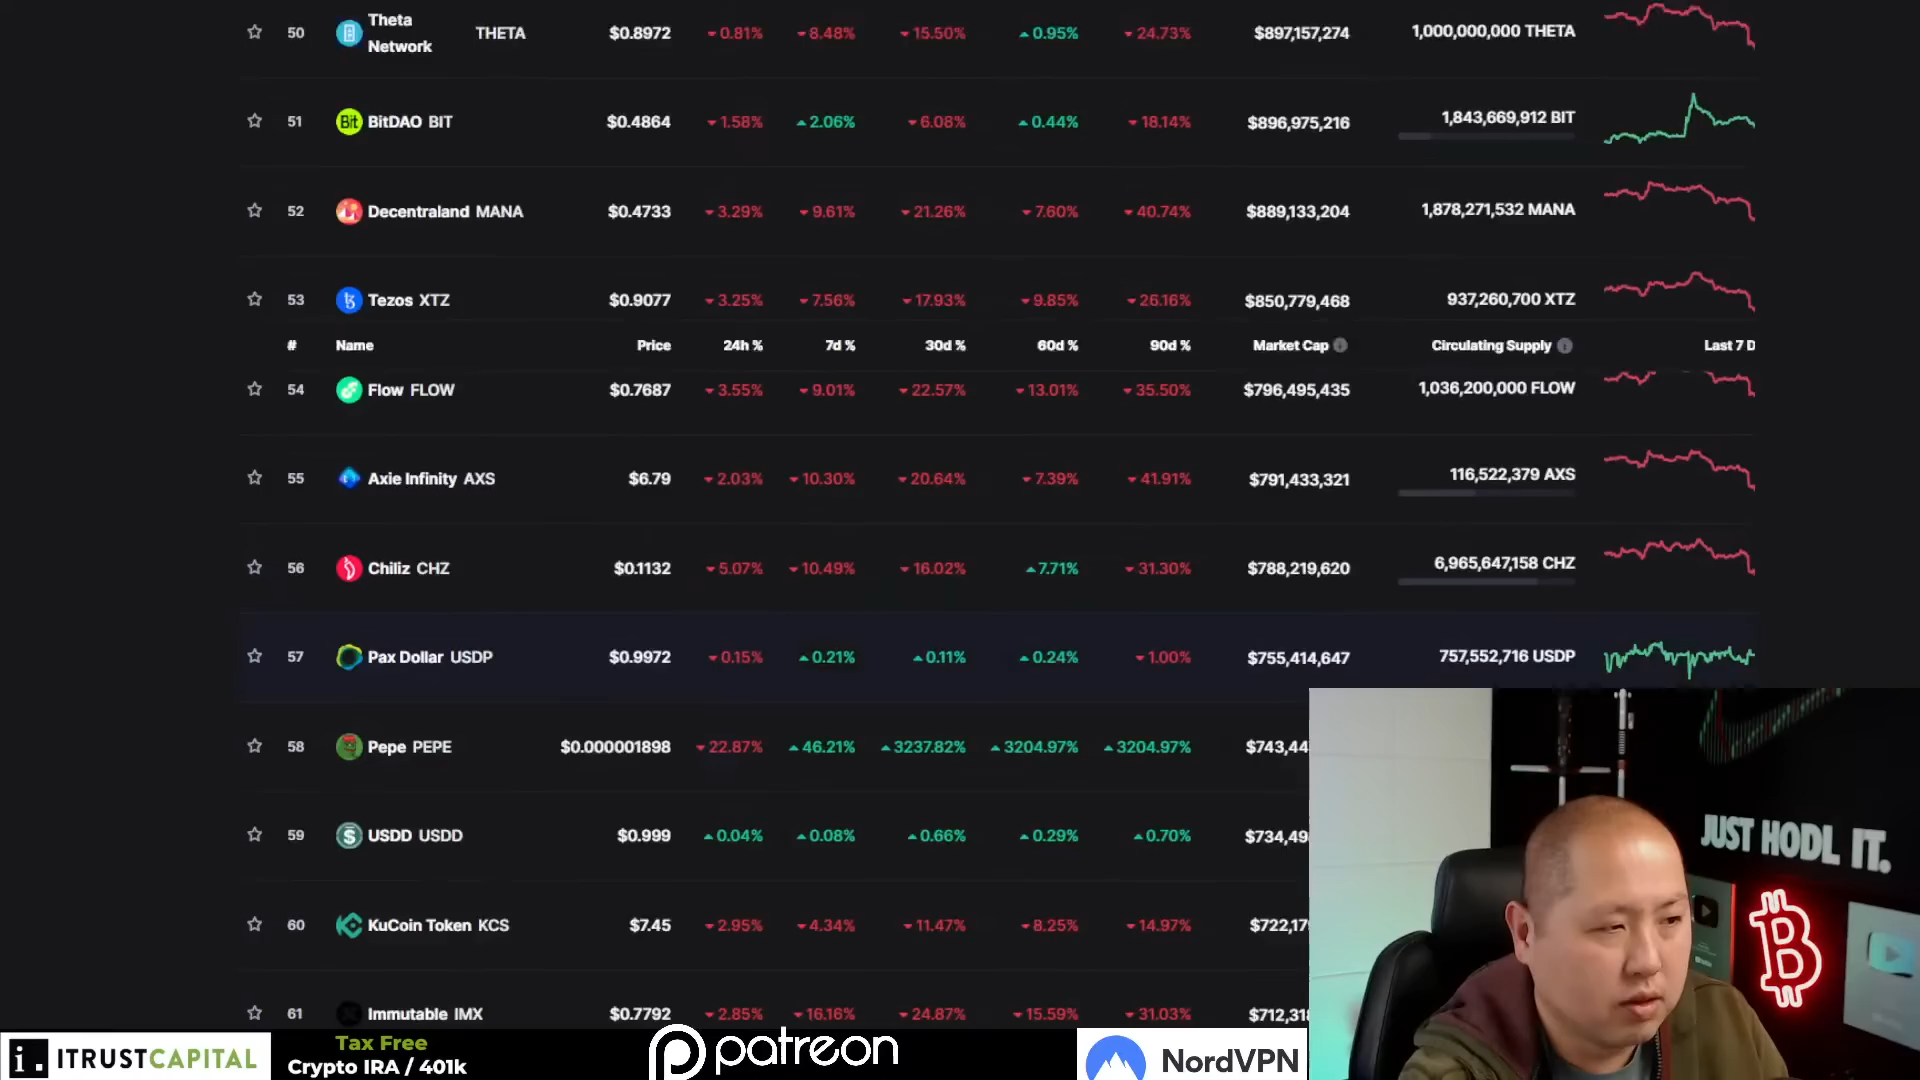 50 Theta Network THETA $0.8972 0.81% 8.48% 15.50% 0.95% 24.73% $897,157,274 1,000,000,000 THETA
51 BitDAO BIT $0.4864 1.58% 2.06% 6.08% 0.44% 18.14% $896,975,216 1,843,669,912 BIT
52 Decentraland MANA $0.4733 3.29% 9.61% 21.26% 7.60% 40.74% $889,133,204 1,878,271,532 MANA
53 Tezos XTZ $0.9077 3.25% 7.56% 17.93% 9.85% 26.16% $850,779,468 937,260,700 XTZ
# Name Price 24h % 7d % 30d % 60d % 90d % Market Cap Circulating Supply Last 7 D
54 Flow FLOW $0.7687 3.55% 9.01% 22.57% 13.01% 35.50% $796,495,435 1,036,200,000 FLOW
55 Axie Infinity AXS $6.79 2.03% 10.30% 20.64% 7.39% 41.91% $791,433,321 116,522,379 AXS
56 Chiliz CHZ $0.1132 5.07% 10.49% 16.02% 7.71% 31.30% $788,219,620 6,965,647,158 CHZ
57 Pax Dollar USDP $0.9972 0.15% 0.21% 0.11% 0.24% 1.00% $755,414,647 757,552,716 USDP
58 Pepe PEPE $0.000001898 22.87% 46.21% 3237.82% 3204.97% 3204.97% $743,44
59 USDD USDD $0.999 0.04% 0.08% 0.66% 0.29% 0.70% $734,49
60 KuCoin Token KCS $7.45 2.95% 4.34% 11.47% 8.25% 14.97% $722,17
61 Immutable IMX $0.7792 2.85% 16.16% 24.87% 15.59% 31.03% $712,31
Bit
JUST HODL IT.
i. ITRUSTCAPITAL
Tax Free
Crypto IRA / 401k
patreon
NordVPN